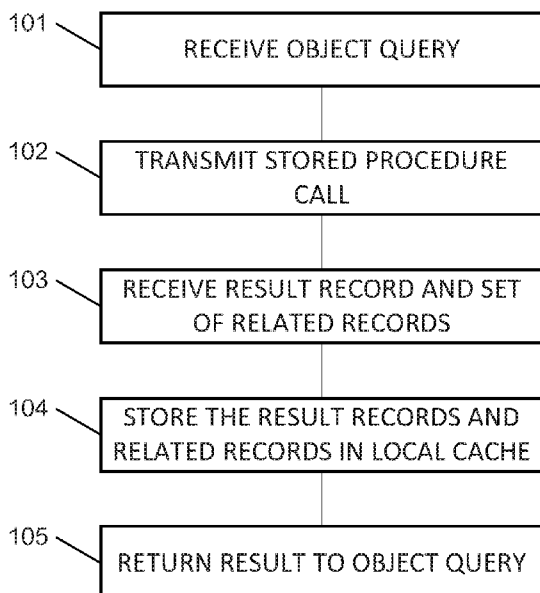 101
RECEIVE OBJECT QUERY
102
TRANSMIT STORED PROCEDURE
CALL
103
RECEIVE RESULT RECORD AND SET
OF RELATED RECORDS
104
STORE THE RESULT RECORDS AND
RELATED RECORDS IN LOCAL CACHE
105
RETURN RESULT TO OBJECT QUERY